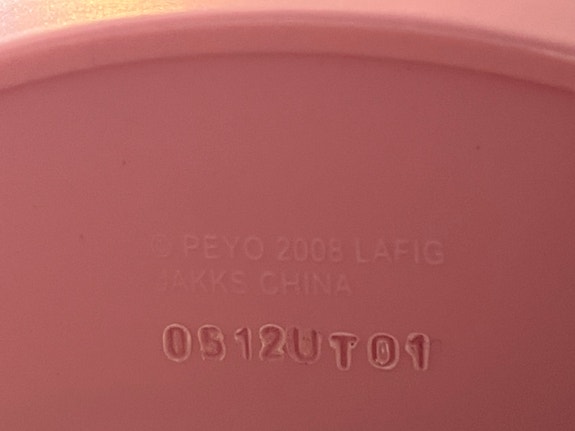 © PEYO 2008 LAFIG
JAKKS CHINA
0512UT01